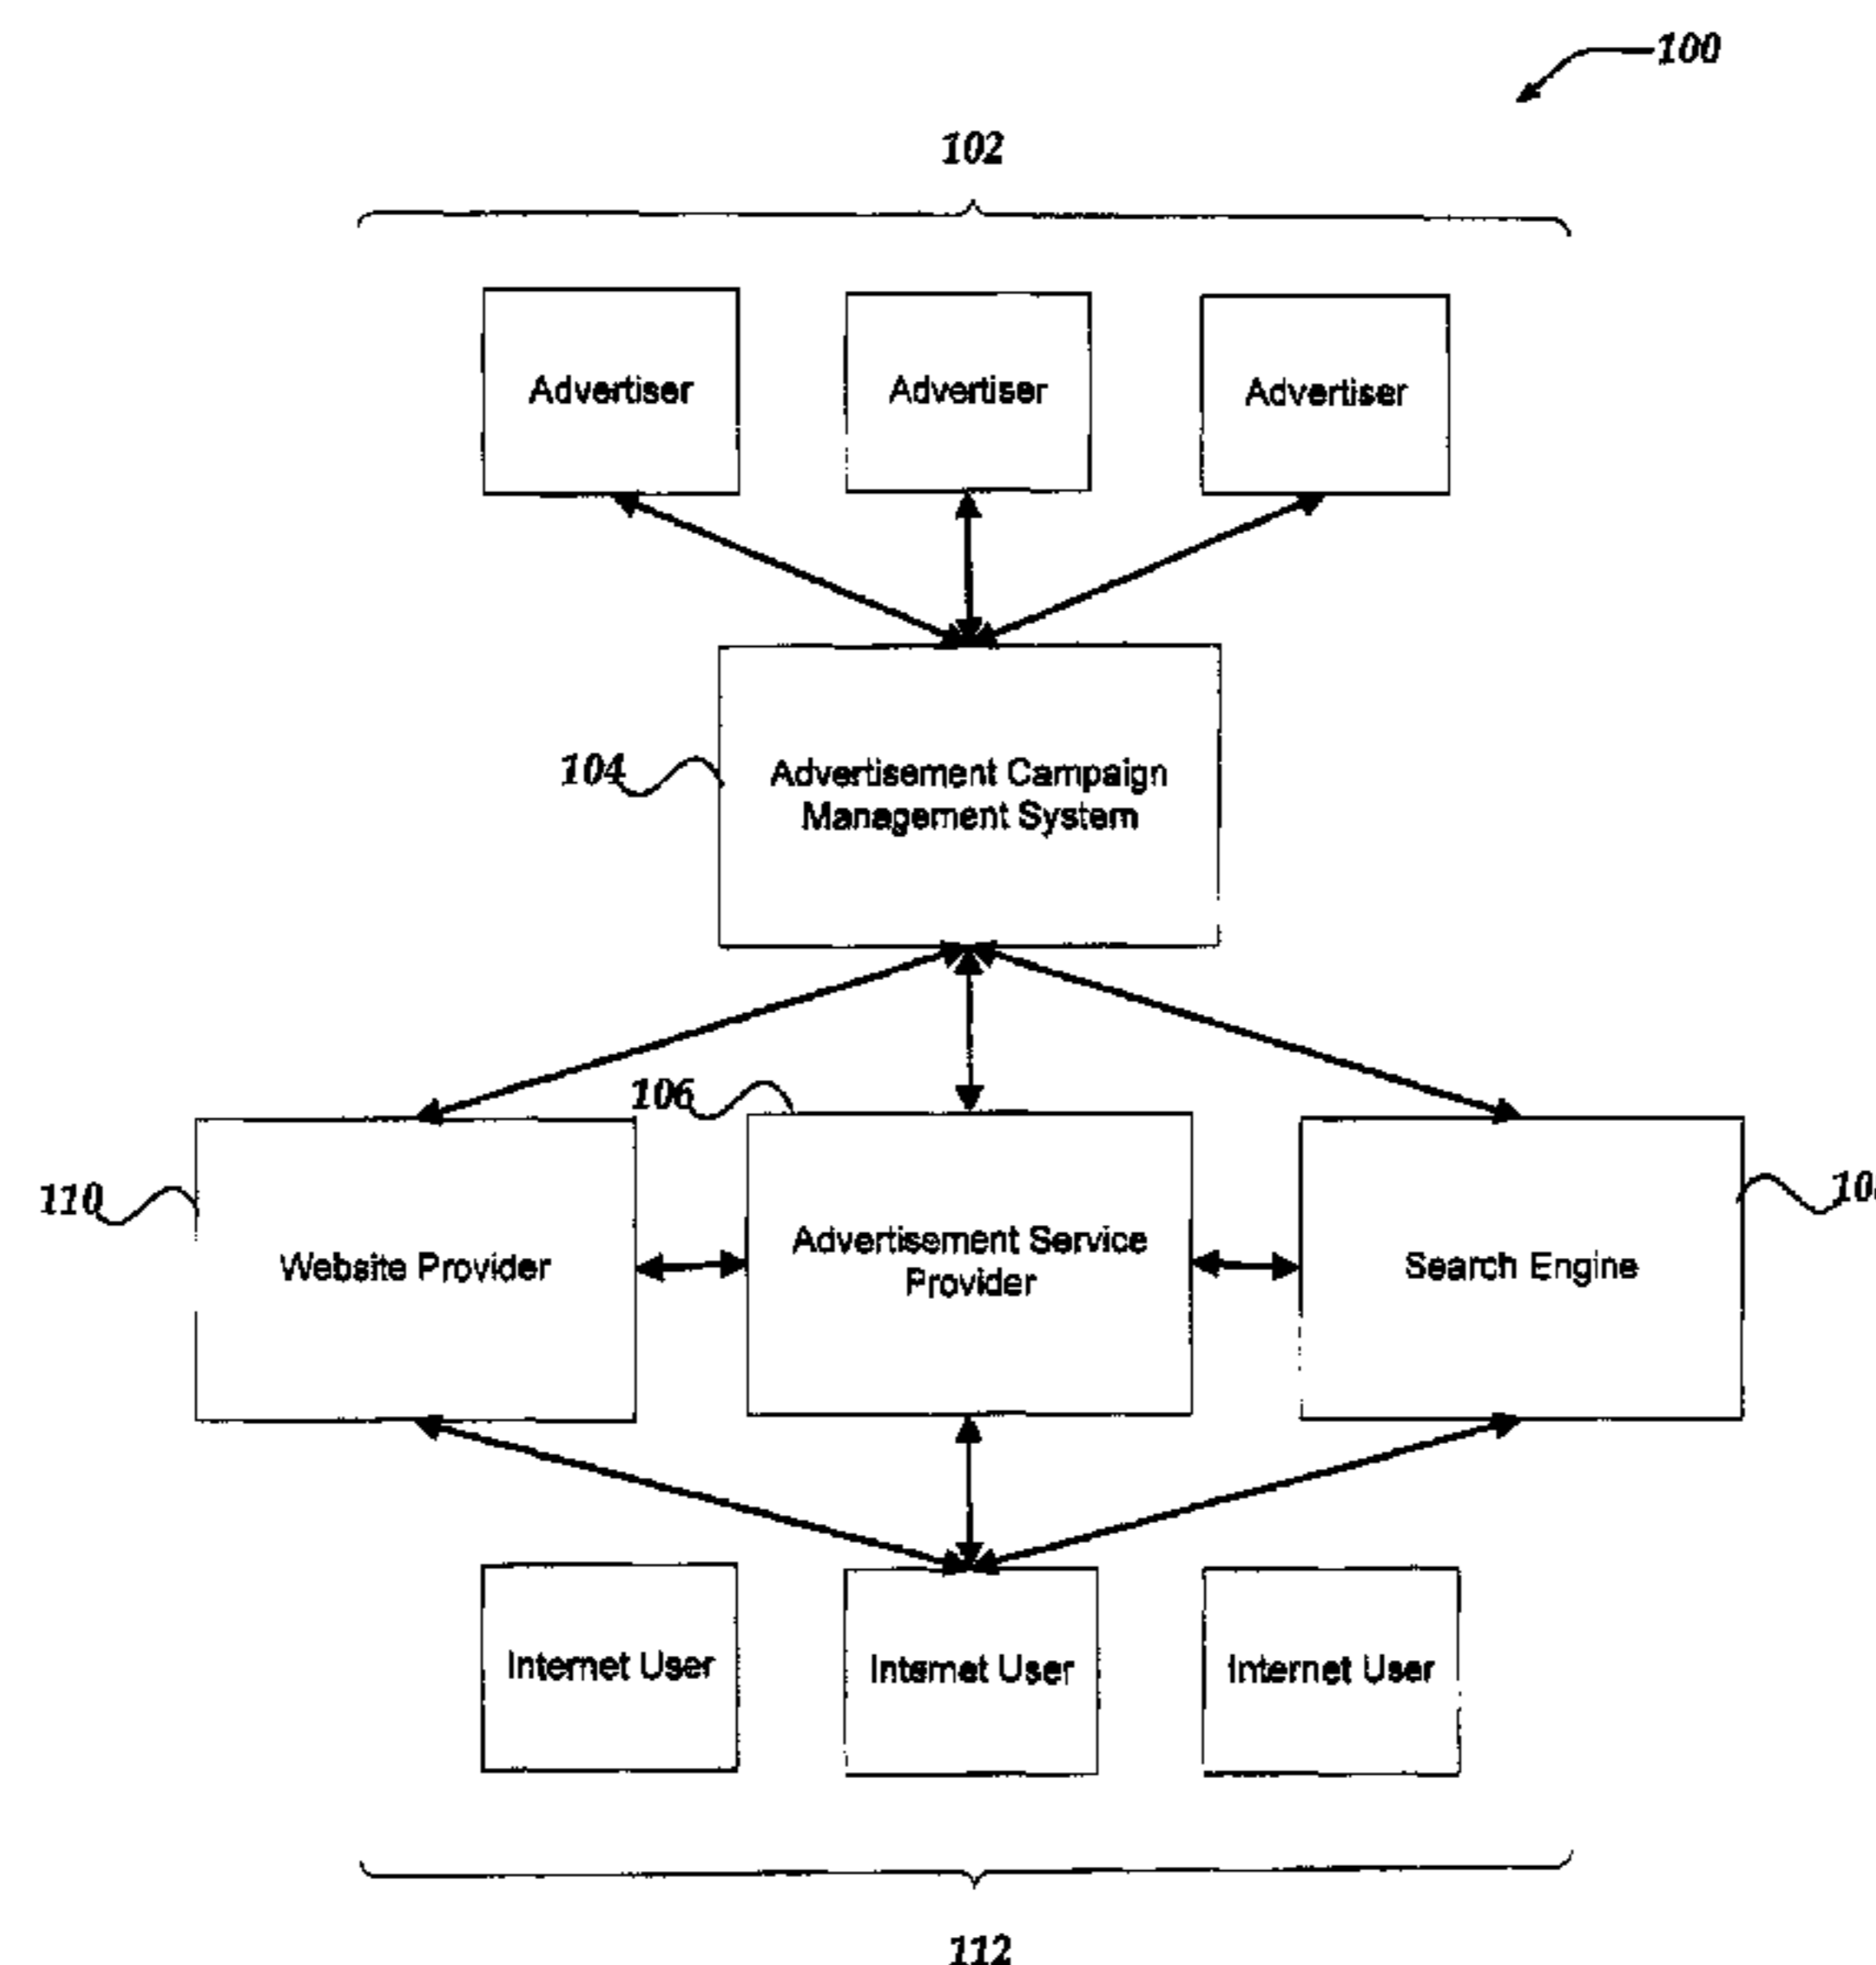 100
102
Advertiser
Advertiser
Advertiser
104
Advertisement Campaign
Management System
106
110
Website Provider
Advertisement Service
Provider
Search Engine
Internet User
Internet User
Internet User
112